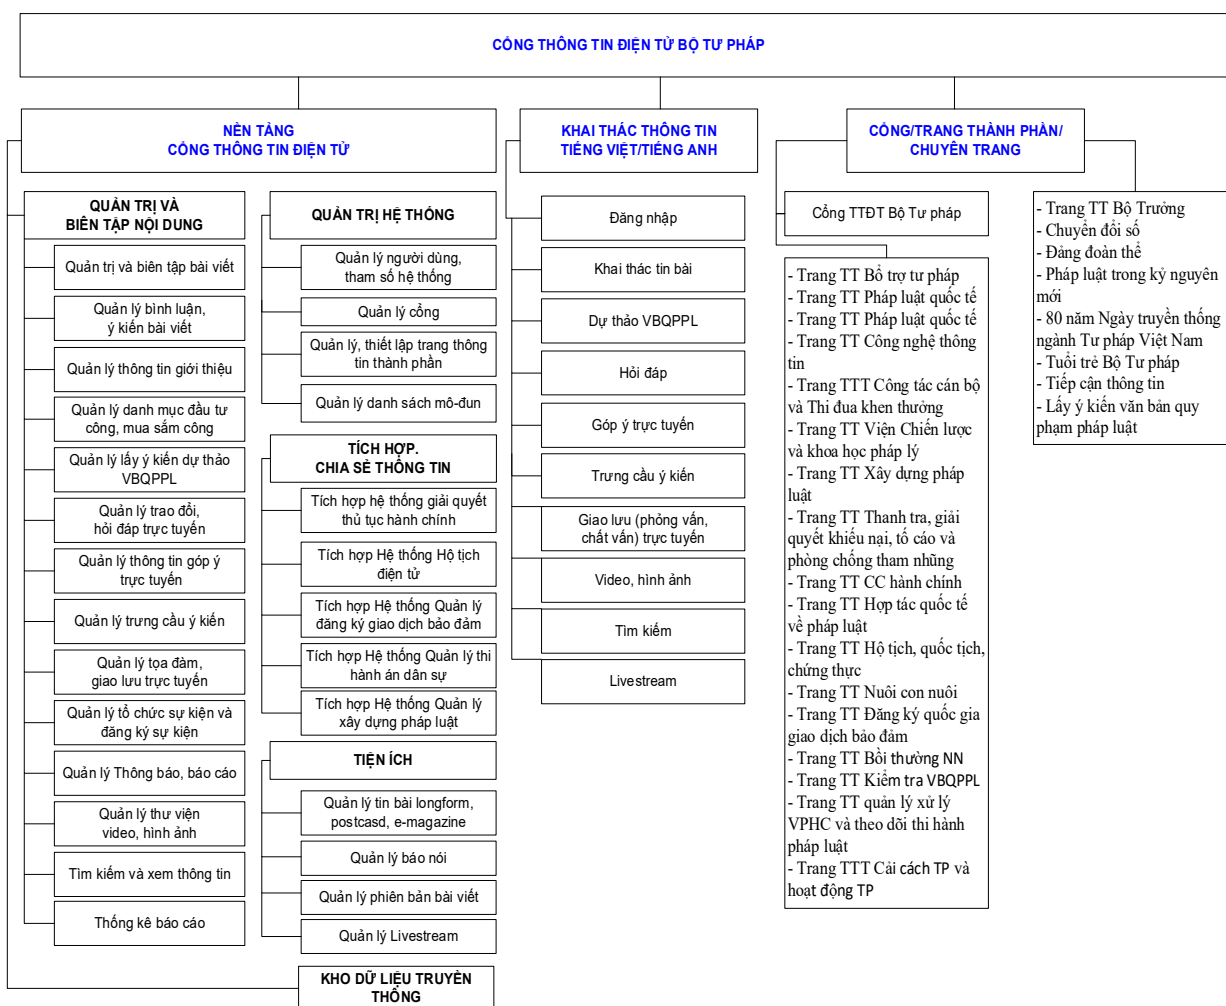 CỔNG THÔNG TIN ĐIỆN TỬ BỘ TƯ PHÁP
NỀN TẢNG
CỔNG THÔNG TIN ĐIỆN TỬ
QUẢN TRỊ VÀ
BIÊN TẬP NỘI DUNG
Quản trị và biên tập bài viết
Quản lý bình luận,
ý kiến bài viết
Quản lý thông tin giới thiệu
Quản lý danh mục đầu tư
công, mua sắm công
Quản lý lấy ý kiến dự thảo
VBQPPL
Quản lý trao đổi,
hỏi đáp trực tuyến
Quản lý thông tin góp ý
trực tuyến
Quản lý trưng cầu ý kiến
Quản lý tọa đàm,
giao lưu trực tuyến
Quản lý tổ chức sự kiện và
đăng ký sự kiện
Quản lý Thông báo, báo cáo
Quản lý thư viện
video, hình ảnh
Tìm kiếm và xem thông tin
Thống kê báo cáo
QUẢN TRỊ HỆ THỐNG
Quản lý người dùng,
tham số hệ thống
Quản lý cổng
Quản lý, thiết lập trang thông
tin thành phần
Quản lý danh sách mô-đun
TÍCH HỢP.
CHIA SẺ THÔNG TIN
Tích hợp hệ thống giải quyết
thủ tục hành chính
Tích hợp Hệ thống Hộ tịch
điện tử
Tích hợp Hệ thống Quản lý
đăng ký giao dịch bảo đảm
Tích hợp Hệ thống Quản lý thi
hành án dân sự
Tích hợp Hệ thống Quản lý
xây dựng pháp luật
TIỆN ÍCH
Quản lý tin bài longform,
postcasd, e-magazine
Quản lý báo nói
Quản lý phiên bản bài viết
Quản lý Livestream
KHO DỮ LIỆU TRUYỀN
THÔNG
KHAI THÁC THÔNG TIN
TIẾNG VIỆT/TIẾNG ANH
Đăng nhập
Khai thác tin bài
Dự thảo VBQPPL
Hỏi đáp
Góp ý trực tuyến
Trưng cầu ý kiến
Giao lưu (phỏng vấn,
chất vấn) trực tuyến
Video, hình ảnh
Tìm kiếm
Livestream
CỔNG/TRANG THÀNH PHẦN/
CHUYÊN TRANG
Cổng TTĐT Bộ Tư pháp
- Trang TT Bổ trợ tư pháp
- Trang TT Pháp luật quốc tế
- Trang TT Pháp luật quốc tế
- Trang TT Công nghệ thông
tin
- Trang TTT Công tác cán bộ
và Thi đua khen thưởng
- Trang TT Viện Chiến lược
và khoa học pháp lý
- Trang TT Xây dựng pháp
luật
- Trang TT Thanh tra, giải
quyết khiếu nại, tố cáo và
phòng chống tham nhũng
- Trang TT CC hành chính
- Trang TT Hợp tác quốc tế
về pháp luật
- Trang TT Hộ tịch, quốc tịch,
chứng thực
- Trang TT Nuôi con nuôi
- Trang TT Đăng ký quốc gia
giao dịch bảo đảm
- Trang TT Bồi thường NN
- Trang TT Kiểm tra VBQPPL
- Trang TT quản lý xử lý
VPHC và theo dõi thi hành
pháp luật
- Trang TTT Cải cách TP và
hoạt động TP
- Trang TT Bộ Trưởng
- Chuyển đổi số
- Đảng đoàn thể
- Pháp luật trong kỷ nguyên
mới
- 80 năm Ngày truyền thống
ngành Tư pháp Việt Nam
- Tuổi trẻ Bộ Tư pháp
- Tiếp cận thông tin
- Lấy ý kiến văn bản quy
phạm pháp luật